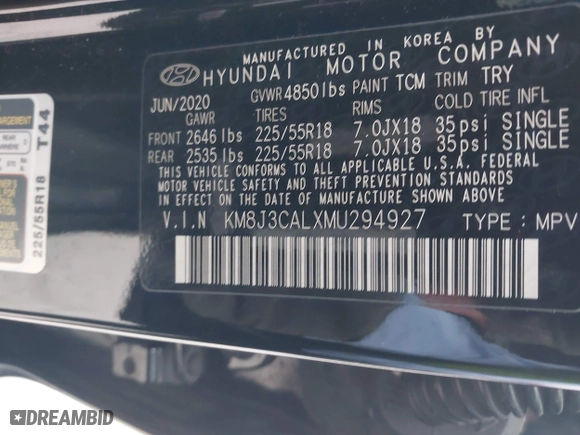 MANUFACTURED IN KOREA BY
HYUNDAI MOTOR COMPANY
JUN/2020 GVWR 4850 lbs PAINT TCM TRIM TRY
GAWR TIRES RIMS COLD TIRE INFL
FRONT 2646 lbs 225/55R18 7.0JX18 35 psi SINGLE
REAR 2535 lbs 225/55R18 7.0JX18 35 psi SINGLE
THIS VEHICLE CONFORMS TO ALL APPLICABLE U.S.A. FEDERAL
MOTOR VEHICLE SAFETY AND THEFT PREVENTION STANDARDS
IN EFFECT ON THE DATE OF MANUFACTURE SHOWN ABOVE.
V.I.N KM8J3CALXMU294927 TYPE : MPV
T44
225/55R18
REAR
DREAMBID